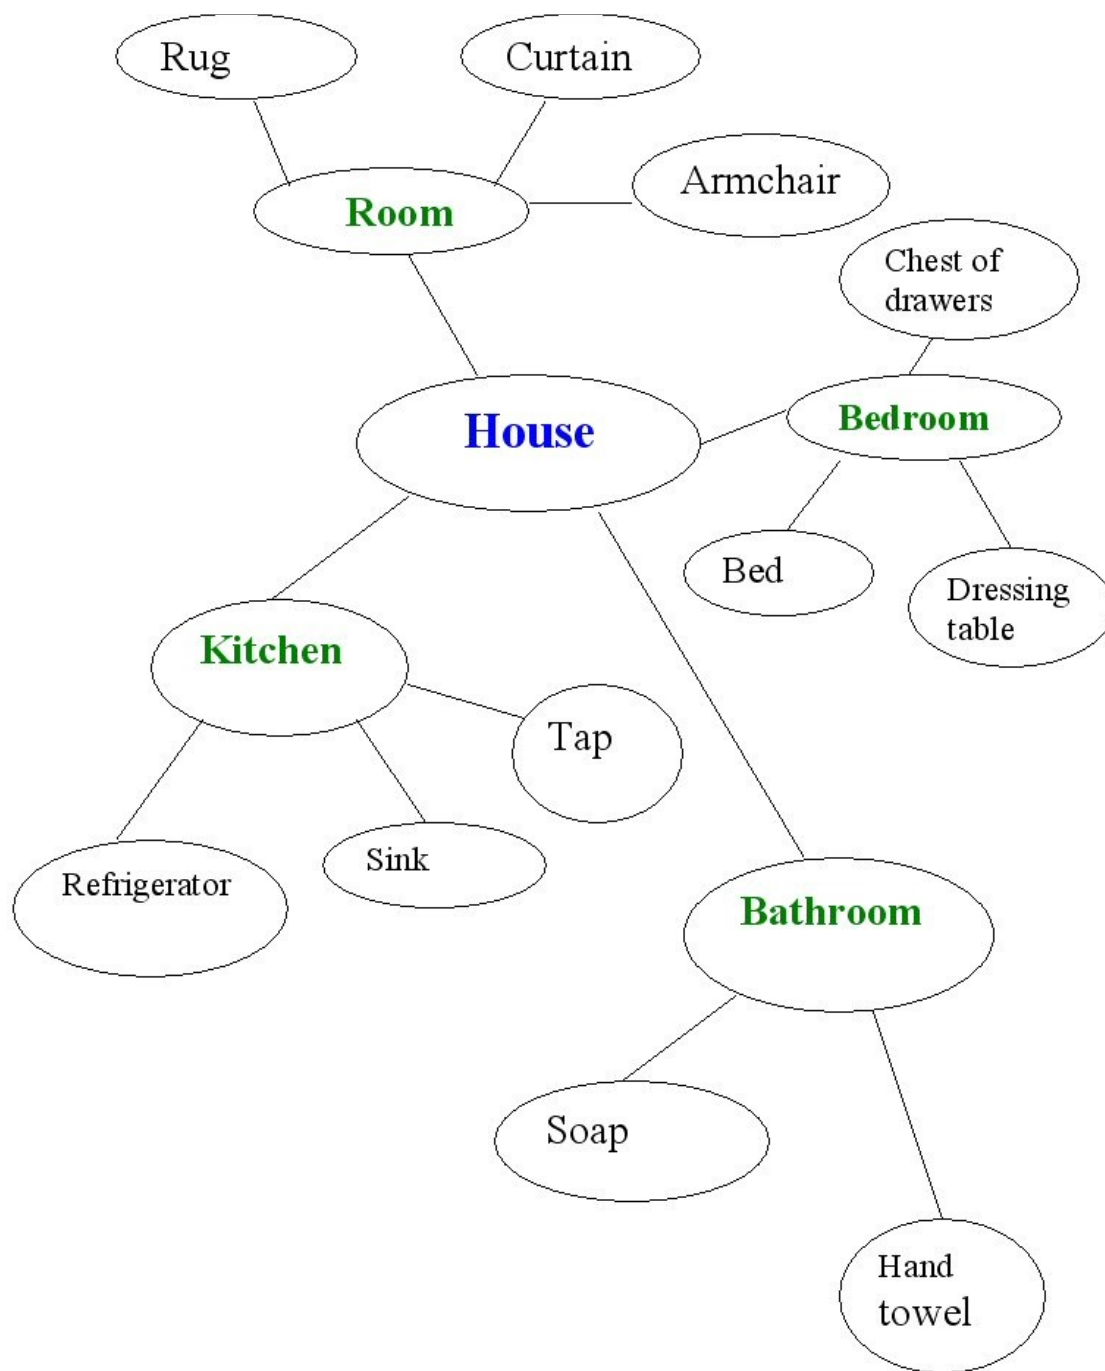 Rug
Curtain
Armchair
Room
Chest of
drawers
House
Bedroom
Bed
Dressing
table
Kitchen
Tap
Refrigerator
Sink
Bathroom
Soap
Hand
towel